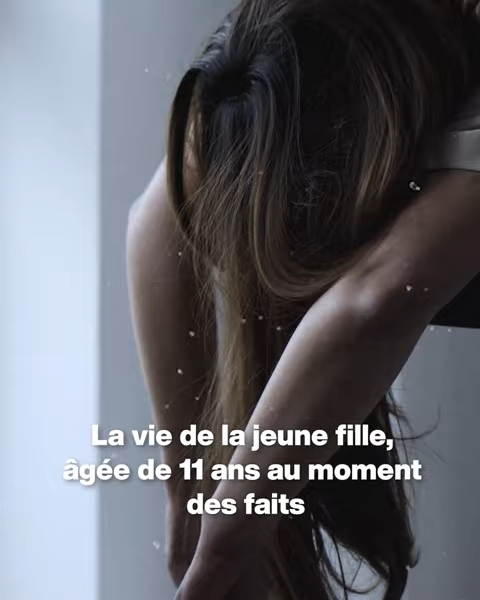 La vie de la jeune fille,
âgée de 11 ans au moment
des faits